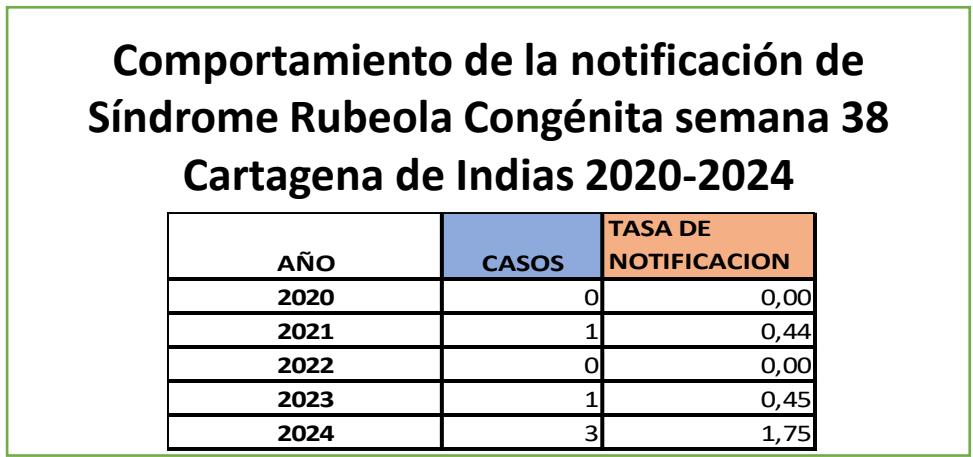 Comportamiento de la notificación de
Síndrome Rubeola Congénita semana 38
Cartagena de Indias 2020-2024
AÑO CASOS TASA DE NOTIFICACION
2020 0 0,00
2021 1 0,44
2022 0 0,00
2023 1 0,45
2024 3 1,75